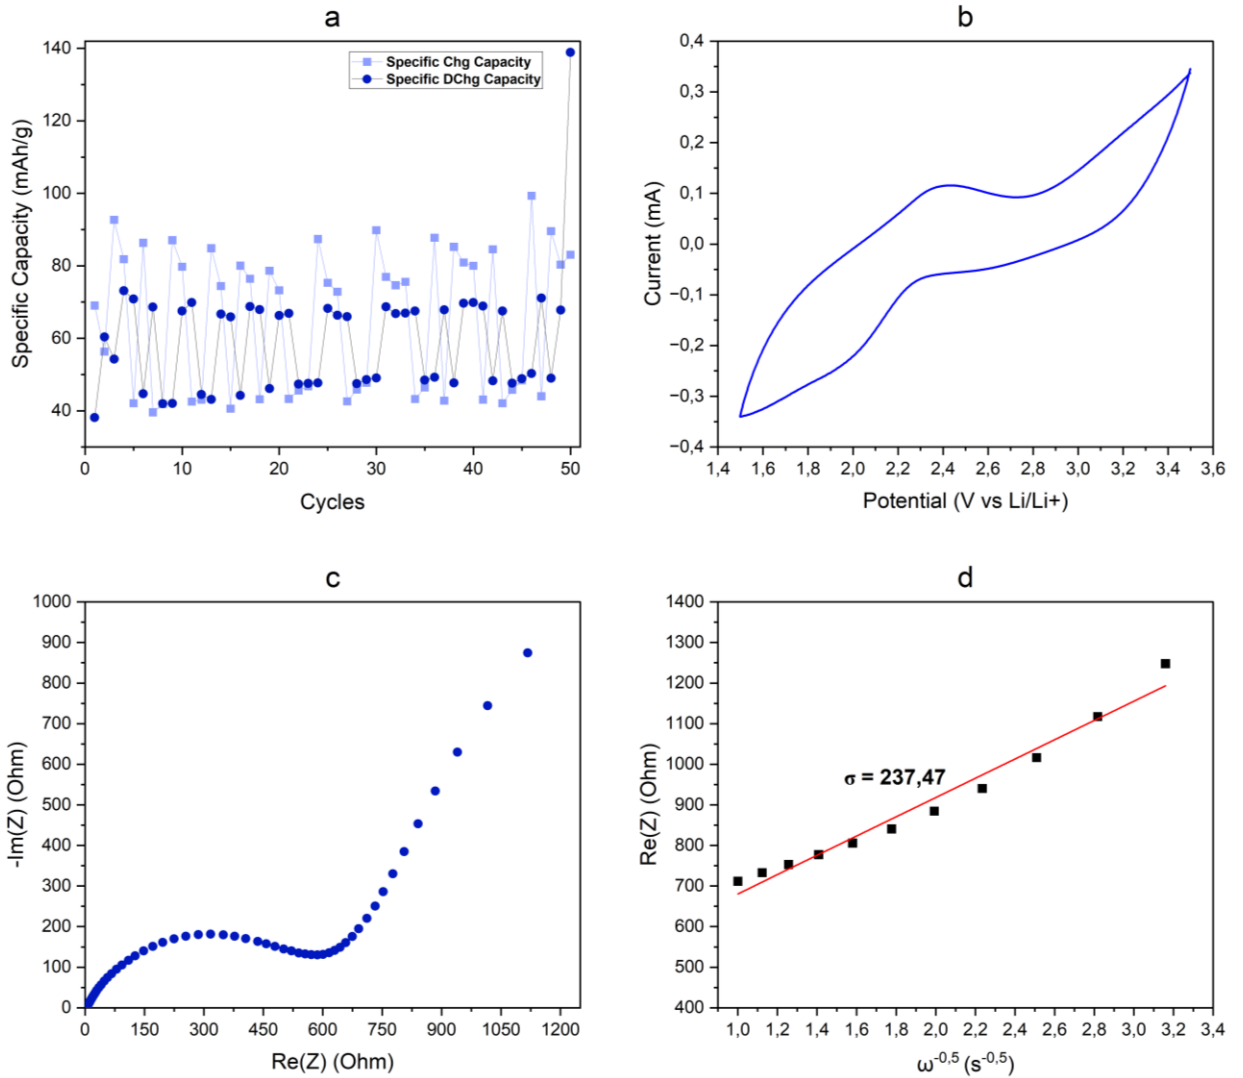 a
Specific Capacity (mAh/g)
140
120
100
80
60
40
Specific Chg Capacity
Specific DChg Capacity
0 10 20 30 40 50
Cycles
b
Current (mA)
0,4
0,3
0,2
0,1
0,0
−0,1
−0,2
−0,3
−0,4
1,4 1,6 1,8 2,0 2,2 2,4 2,6 2,8 3,0 3,2 3,4 3,6
Potential (V vs Li/Li+)
c
-Im(Z) (Ohm)
1000
900
800
700
600
500
400
300
200
100
0
0 150 300 450 600 750 900 1050 1200
Re(Z) (Ohm)
d
Re(Z) (Ohm)
1400
1300
1200
1100
1000
900
800
700
600
500
400
σ = 237,47
1,0 1,2 1,4 1,6 1,8 2,0 2,2 2,4 2,6 2,8 3,0 3,2 3,4
ω-0,5 (s-0,5)